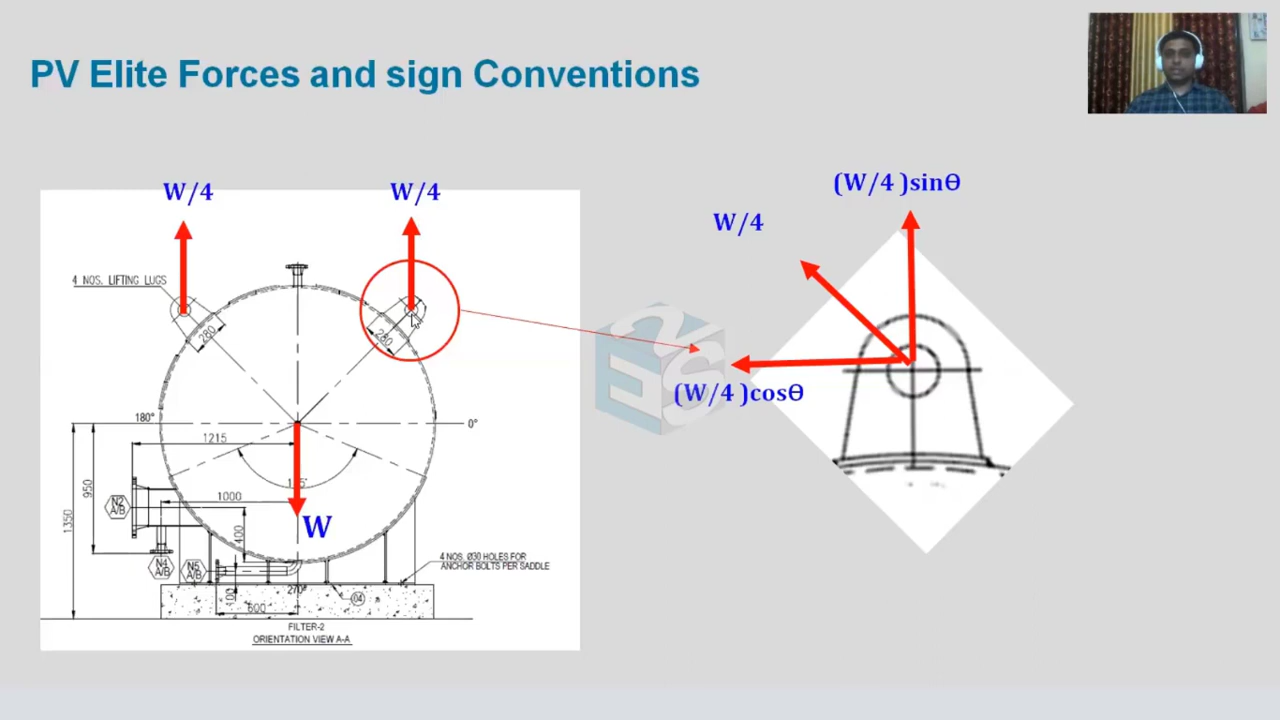 PV Elite Forces and sign Conventions
W/4
W/4
4 NOS. LIFTING LUGS
280
280
180°
0°
1215
1000
950
1350
400
W
N2
A/B
N4
A/B
N5
A/B
100
600
270°
04
4 NOS. Ø30 HOLES FOR
ANCHOR BOLTS PER SADDLE
FILTER-2
ORIENTATION VIEW A-A
W/4
(W/4 )sinθ
(W/4 )cosθ